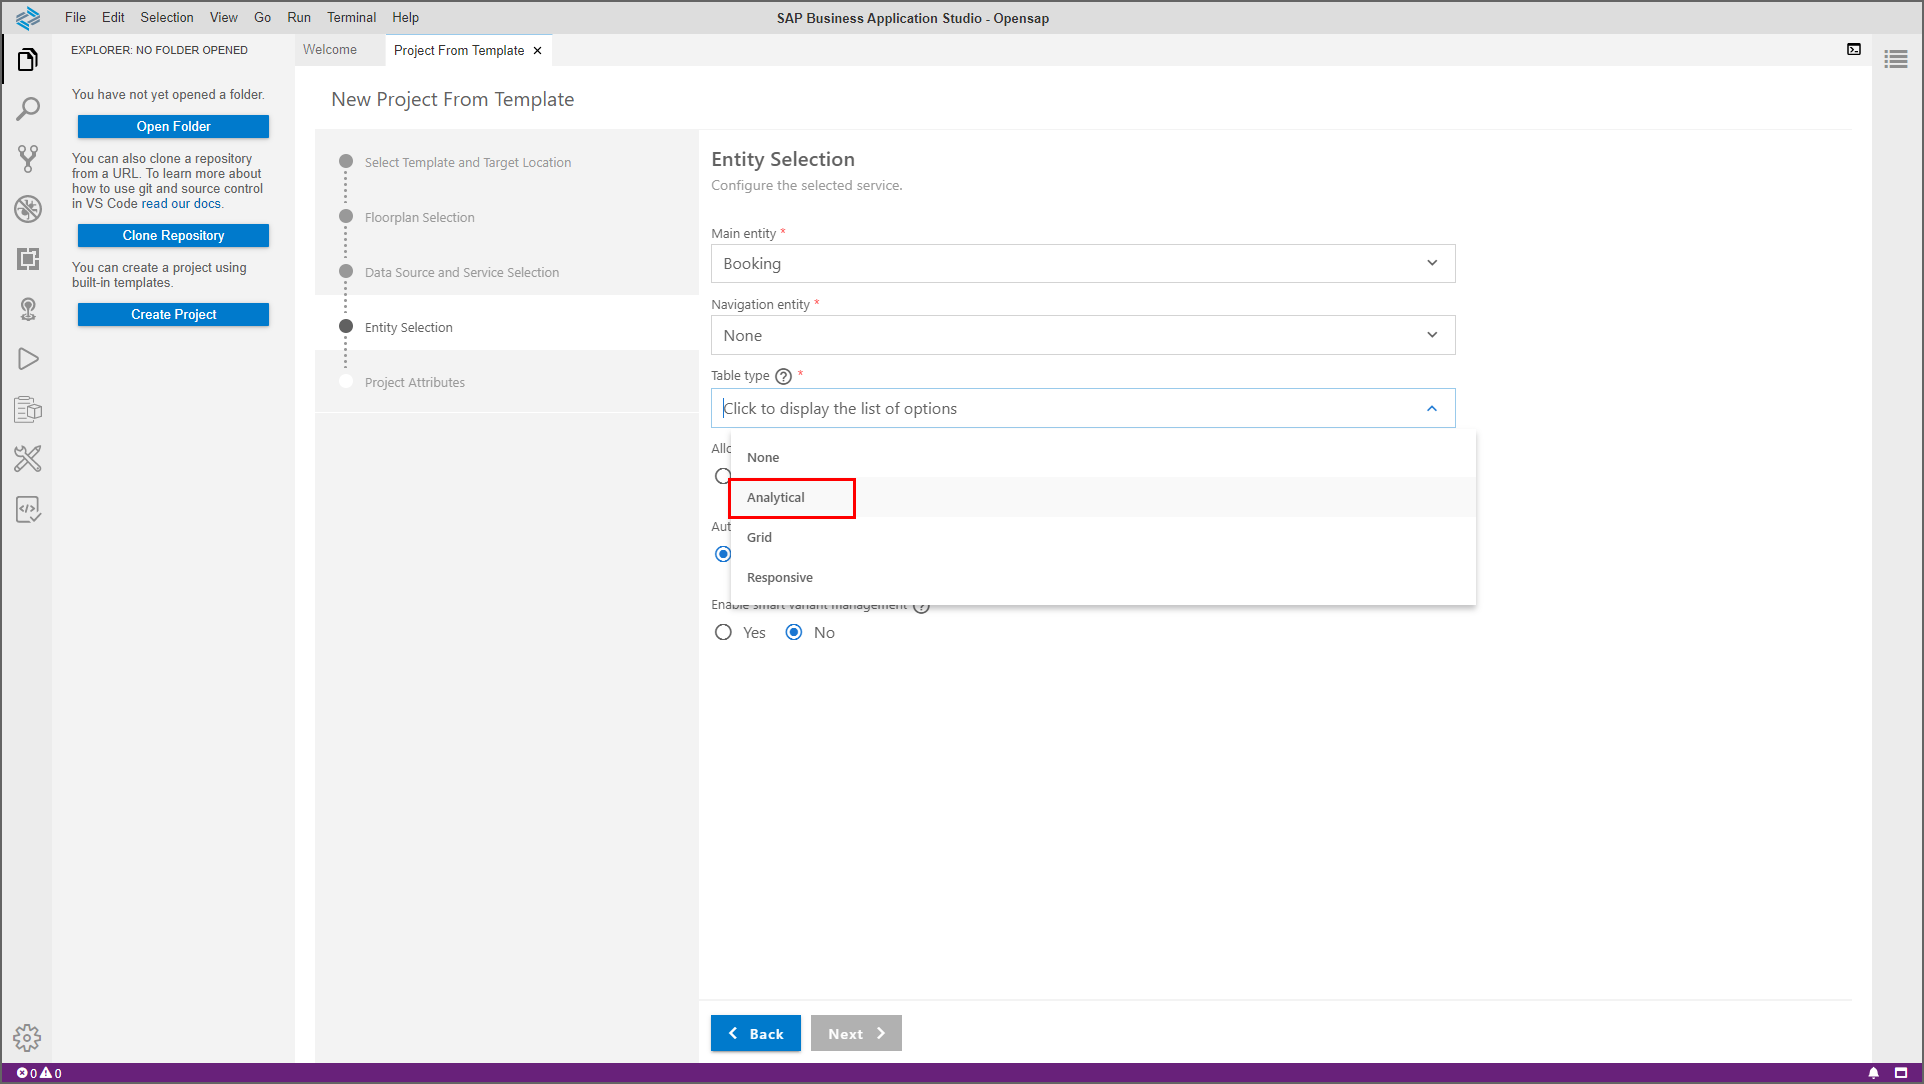 File Edit Selection View Go Run Terminal Help
SAP Business Application Studio - Opensap
EXPLORER: NO FOLDER OPENED
Welcome
Project From Template
You have not yet opened a folder.
Open Folder
You can also clone a repository
from a URL. To learn more about
how to use git and source control
in VS Code read our docs.
Clone Repository
You can create a project using
built-in templates.
Create Project
New Project From Template
Select Template and Target Location
Floorplan Selection
Data Source and Service Selection
Entity Selection
Project Attributes
Entity Selection
Configure the selected service.
Main entity *
Booking
Navigation entity *
None
Table type ? *
Click to display the list of options
None
Analytical
Grid
Responsive
Enable smart variant management ?
Yes No
Back Next
0 0